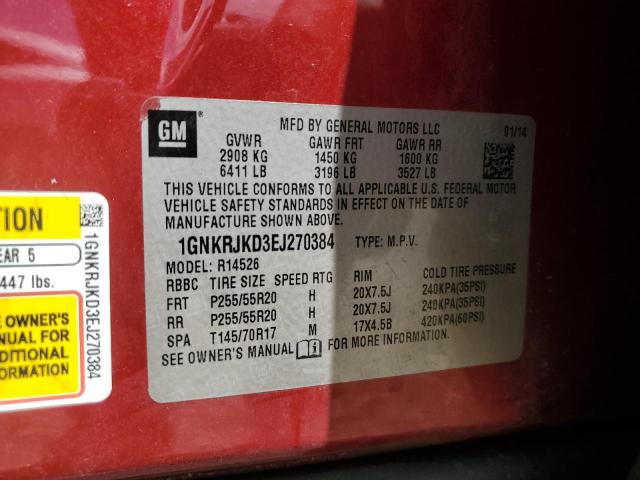 GM
MFD BY GENERAL MOTORS LLC 01/14
GVWR GAWR FRT GAWR RR
2908 KG 1450 KG 1600 KG
6411 LB 3196 LB 3527 LB
THIS VEHICLE CONFORMS TO ALL APPLICABLE U.S. FEDERAL MOTOR
VEHICLE SAFETY STANDARDS IN EFFECT ON THE DATE OF
MANUFACTURE SHOWN ABOVE.
1GNKRJKD3EJ270384 TYPE: M.P.V.
MODEL: R14526
RBBC TIRE SIZE SPEED RTG RIM COLD TIRE PRESSURE
FRT P255/55R20 H 20X7.5J 240KPA(35PSI)
RR P255/55R20 H 20X7.5J 240KPA(35PSI)
SPA T145/70R17 M 17X4.5B 420KPA(60PSI)
SEE OWNER'S MANUAL FOR MORE INFORMATION.
TION
EAR 5
447 lbs.
E OWNER'S
NUAL FOR
DITIONAL
ORMATION
1GNKRJKD3EJ270384